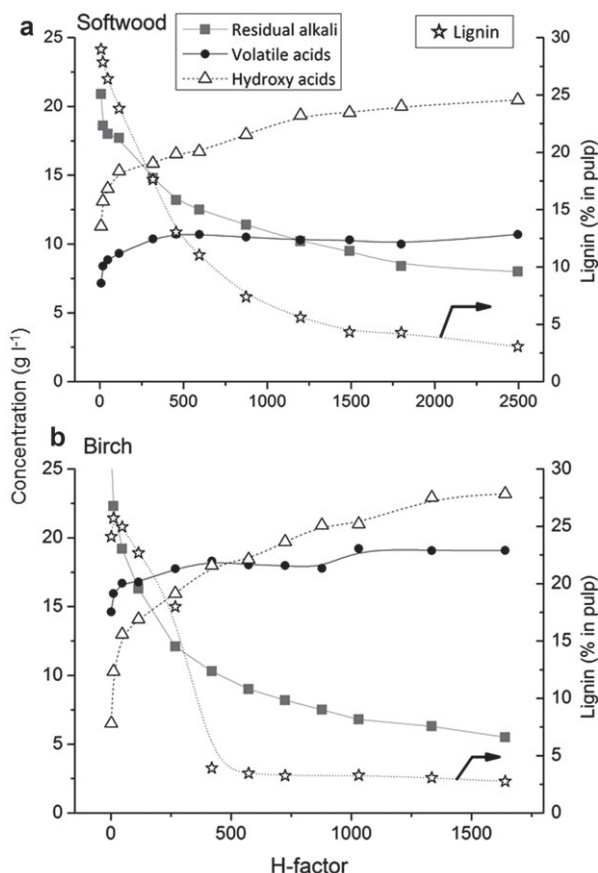 a Softwood
Residual alkali
Volatile acids
Hydroxy acids
Lignin
25
20
15
10
5
0
30
25
20
15
10
5
0
0 500 1000 1500 2000 2500
Concentration (g l-1)
Lignin (% in pulp)
b Birch
25
20
15
10
5
0
30
25
20
15
10
5
0
0 500 1000 1500
Lignin (% in pulp)
H-factor